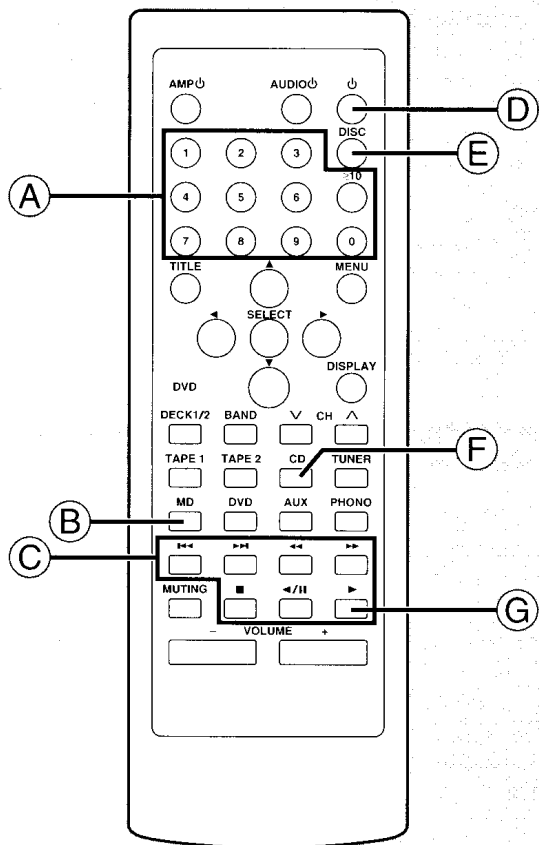 AMP⏻ AUDIO⏻ ⏻
D
DISC
1 2 3
E
≥10
A
4 5 6
7 8 9 0
TITLE ▲ MENU
◀ SELECT ▶
▼
DISPLAY
DVD
DECK1/2 BAND ∨ CH ∧
F
TAPE 1 TAPE 2 CD TUNER
B
MD DVD AUX PHONO
C
⏮ ⏭ ◀◀ ▶▶
MUTING ■ ◀/❚❚ ▶
G
− VOLUME +